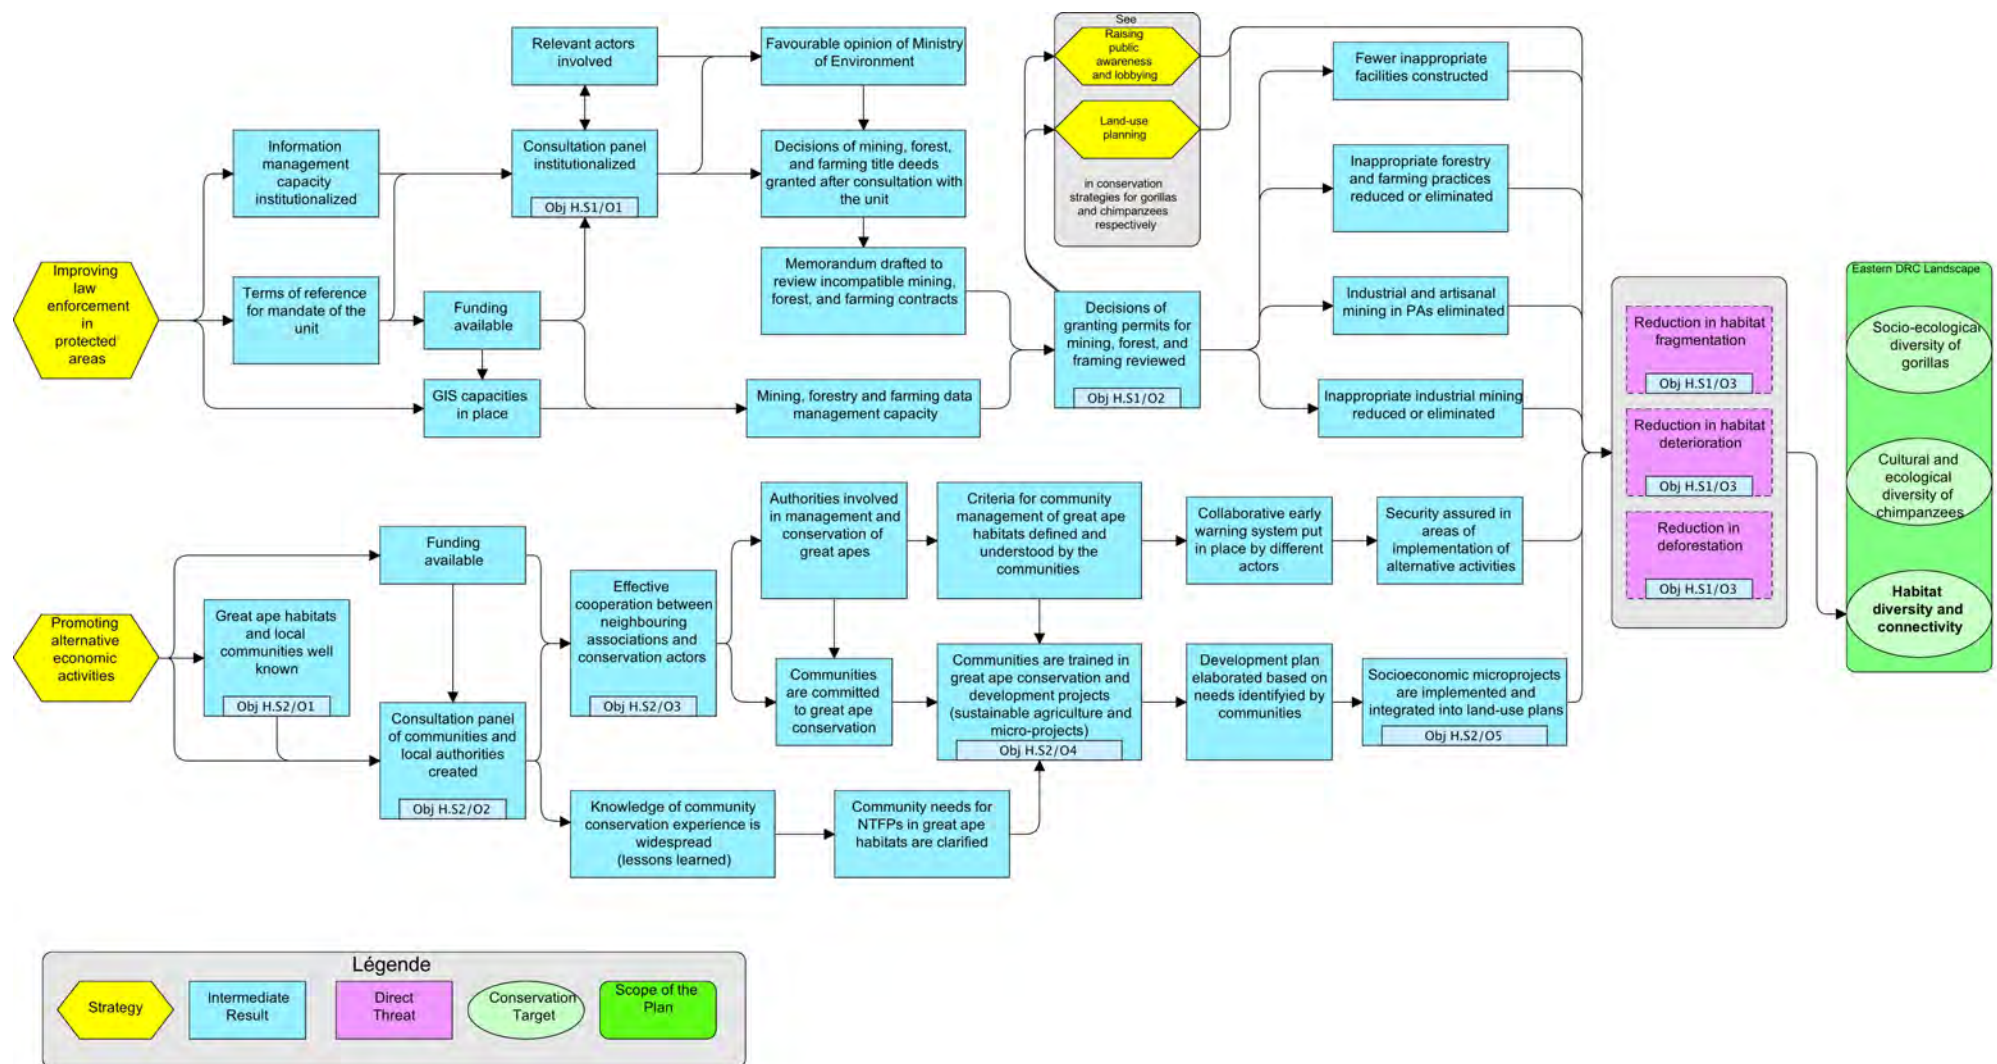 See
Raising
public
awareness
and lobbying
Land-use
planning
in conservation
strategies for gorillas
and chimpanzees
respectively
Relevant actors
involved
Favourable opinion of Ministry
of Environment
Fewer inappropriate
facilities constructed
Information
management
capacity
institutionalized
Consultation panel
institutionalized
Obj H.S1/O1
Decisions of mining, forest,
and farming title deeds
granted after consultation with
the unit
Inappropriate forestry
and farming practices
reduced or eliminated
Improving
law
enforcement
in
protected
areas
Terms of reference
for mandate of the
unit
Funding
available
Memorandum drafted to
review incompatible mining,
forest, and farming contracts
Decisions of
granting permits for
mining, forest, and
framing reviewed
Obj H.S1/O2
Industrial and artisanal
mining in PAs eliminated
GIS capacities
in place
Mining, forestry and farming data
management capacity
Inappropriate industrial mining
reduced or eliminated
Reduction in habitat
fragmentation
Obj H.S1/O3
Reduction in habitat
deterioration
Obj H.S1/O3
Reduction in
deforestation
Obj H.S1/O3
Eastern DRC Landscape
Socio-ecological
diversity of
gorillas
Cultural and
ecological
diversity of
chimpanzees
Habitat
diversity and
connectivity
Promoting
alternative
economic
activities
Funding
available
Great ape habitats
and local
communities well
known
Obj H.S2/O1
Consultation panel
of communities and
local authorities
created
Obj H.S2/O2
Effective
cooperation between
neighbouring
associations and
conservation actors
Obj H.S2/O3
Authorities involved
in management and
conservation of
great apes
Criteria for community
management of great ape
habitats defined and
understood by the
communities
Collaborative early
warning system put
in place by different
actors
Security assured in
areas of
implementation of
alternative activities
Communities
are committed
to great ape
conservation
Communities are trained in
great ape conservation and
development projects
(sustainable agriculture and
micro-projects)
Obj H.S2/O4
Development plan
elaborated based on
needs identifyied by
communities
Socioeconomic microprojects
are implemented and
integrated into land-use plans
Obj H.S2/O5
Knowledge of community
conservation experience is
widespread
(lessons learned)
Community needs for
NTFPs in great ape
habitats are clarified
Légende
Strategy
Intermediate
Result
Direct
Threat
Conservation
Target
Scope of the
Plan